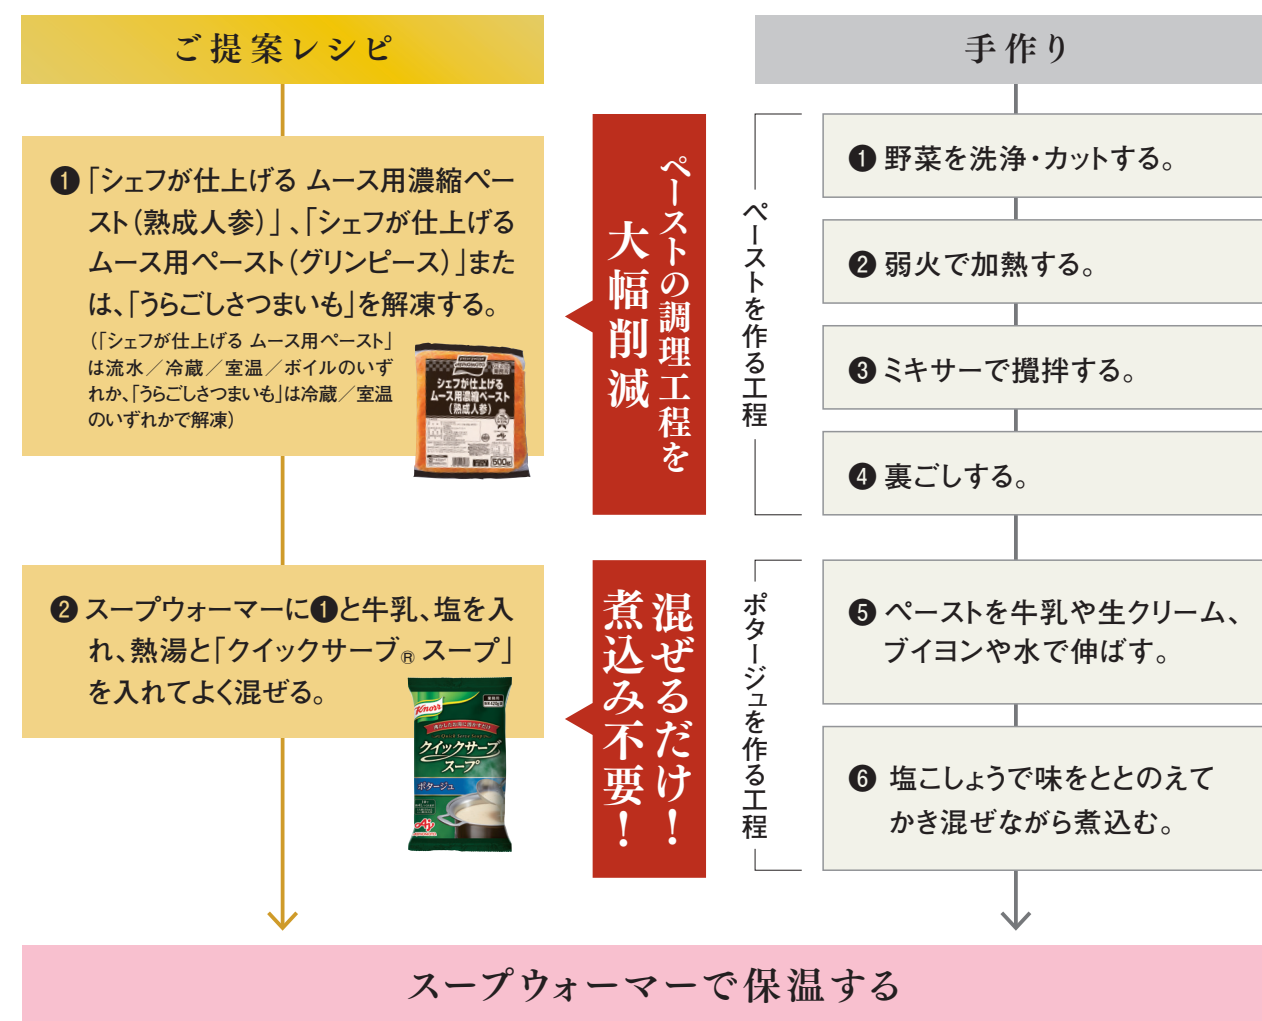 ご提案レシピ
❶「シェフが仕上げる ムース用濃縮ペー
スト（熟成人参）」、「シェフが仕上げる
ムース用ペースト（グリンピース）」また
は、「うらごしさつまいも」を解凍する。
（「シェフが仕上げる ムース用ペースト」
は流水／冷蔵／室温／ボイルのいず
れか、「うらごしさつまいも」は冷蔵／室温
のいずれかで解凍）
シェフが仕上げる
ムース用濃縮ペースト
（熟成人参）
500g
❷ スープウォーマーに❶と牛乳、塩を入
れ、熱湯と「クイックサーブ® スープ」
を入れてよく混ぜる。
Knorr
クイックサーブ
スープ
ポタージュ
ペーストの調理工程を
大幅削減
混ぜるだけ！
煮込み不要！
手作り
ペーストを作る工程
❶ 野菜を洗浄・カットする。
❷ 弱火で加熱する。
❸ ミキサーで攪拌する。
❹ 裏ごしする。
ポタージュを作る工程
❺ ペーストを牛乳や生クリーム、
ブイヨンや水で伸ばす。
❻ 塩こしょうで味をととのえて
かき混ぜながら煮込む。
スープウォーマーで保温する